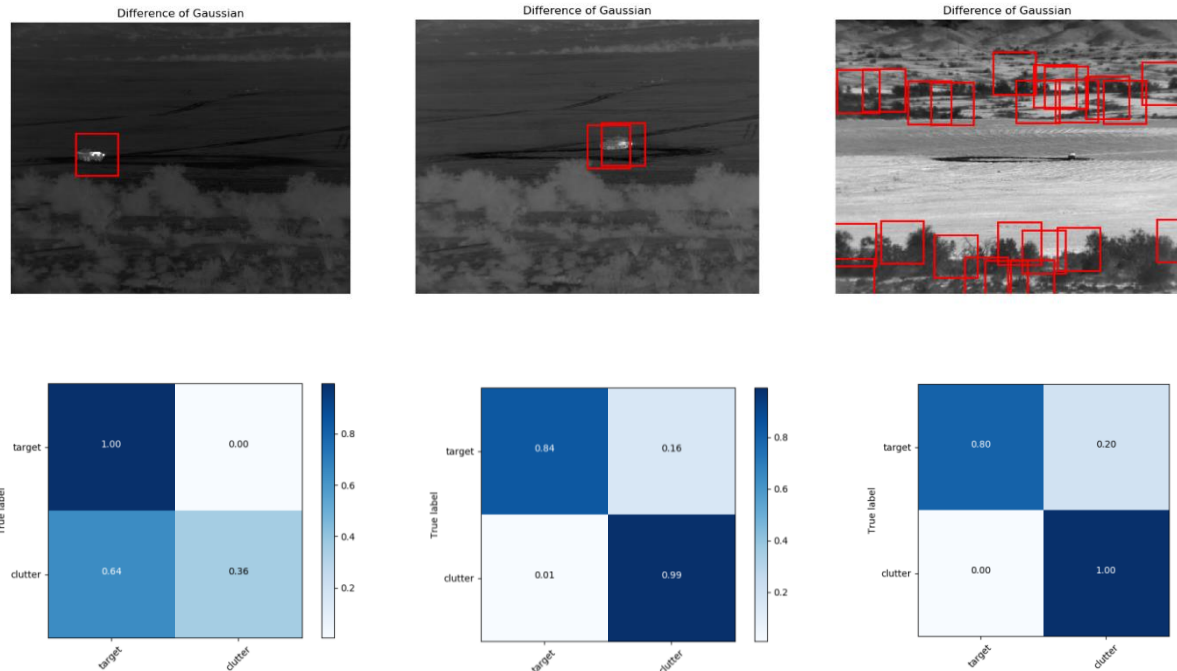 Difference of Gaussian
Difference of Gaussian
Difference of Gaussian
target
1.00
0.00
0.8
0.6
clutter
0.64
0.36
0.4
0.2
True label
target
clutter
target
0.84
0.16
0.8
0.6
clutter
0.01
0.99
0.4
0.2
True label
target
clutter
target
0.80
0.20
clutter
0.00
1.00
True label
target
clutter